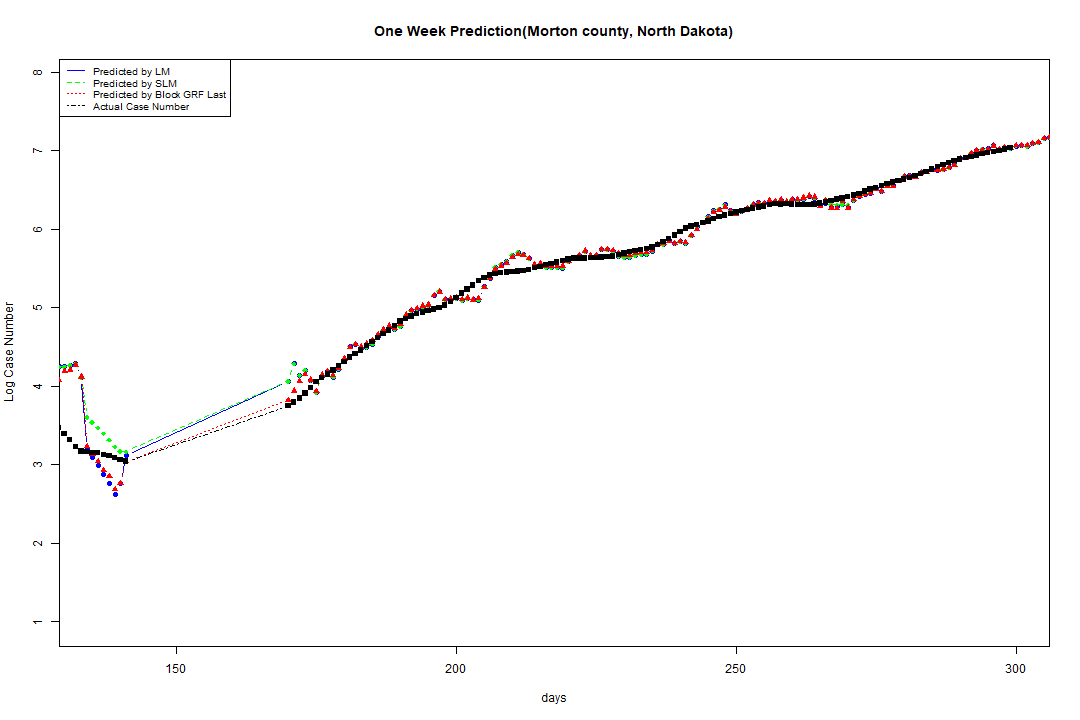 One Week Prediction(Morton county, North Dakota)
Predicted by LM
Predicted by SLM
Predicted by Block GRF Last
Actual Case Number
8
7
6
5
4
3
2
1
Log Case Number
150 200 250 300
days